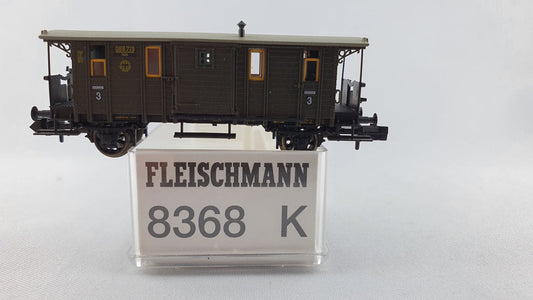 3
3
FLEISCHMANN
8368 K